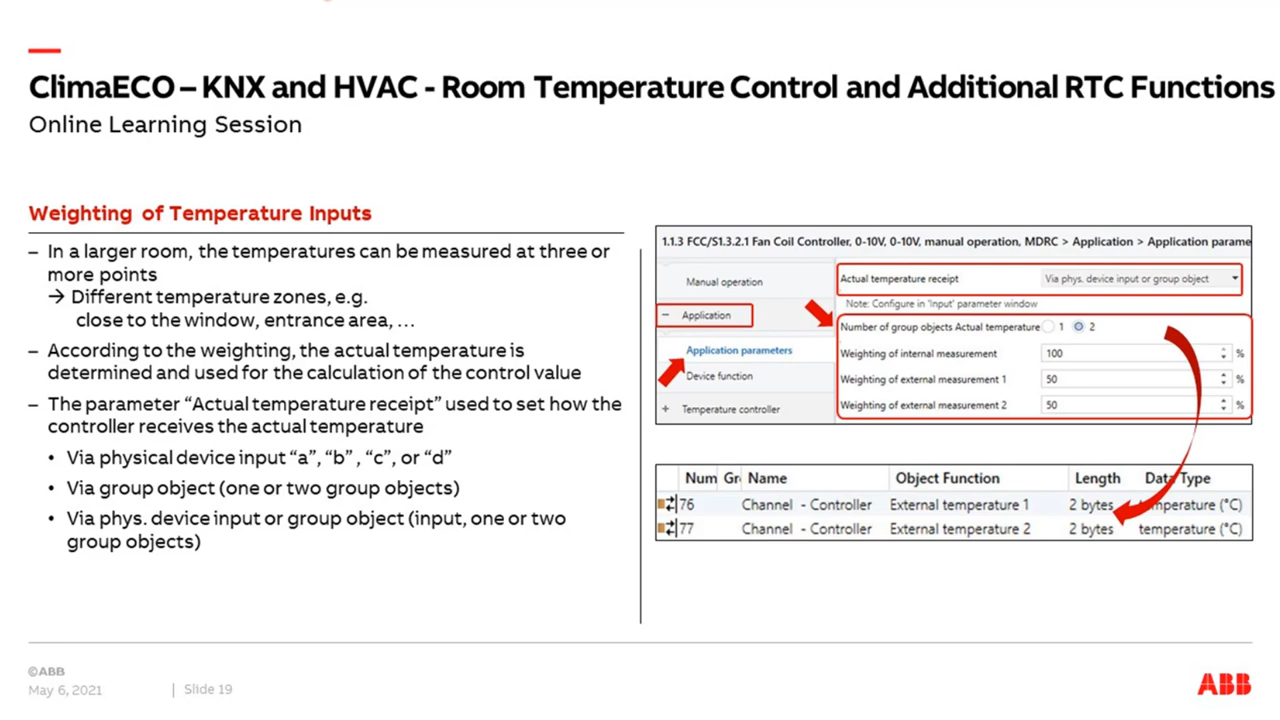 ClimaECO – KNX and HVAC - Room Temperature Control and Additional RTC Functions
Online Learning Session
Weighting of Temperature Inputs
– In a larger room, the temperatures can be measured at three or
more points
→ Different temperature zones, e.g.
close to the window, entrance area, …
– According to the weighting, the actual temperature is
determined and used for the calculation of the control value
– The parameter “Actual temperature receipt” used to set how the
controller receives the actual temperature
• Via physical device input “a”, “b” , “c”, or “d”
• Via group object (one or two group objects)
• Via phys. device input or group object (input, one or two
group objects)
1.1.3 FCC/S1.3.2.1 Fan Coil Controller, 0-10V, 0-10V, manual operation, MDRC > Application > Application parame
Manual operation
– Application
Application parameters
Device function
+ Temperature controller
Actual temperature receipt Via phys. device input or group object
Note: Configure in 'Input' parameter window
Number of group objects Actual temperature 1 2
Weighting of internal measurement 100 %
Weighting of external measurement 1 50 %
Weighting of external measurement 2 50 %
Num Gr Name Object Function Length Data Type
76 Channel - Controller External temperature 1 2 bytes temperature (°C)
77 Channel - Controller External temperature 2 2 bytes temperature (°C)
©ABB
May 6, 2021 | Slide 19
ABB